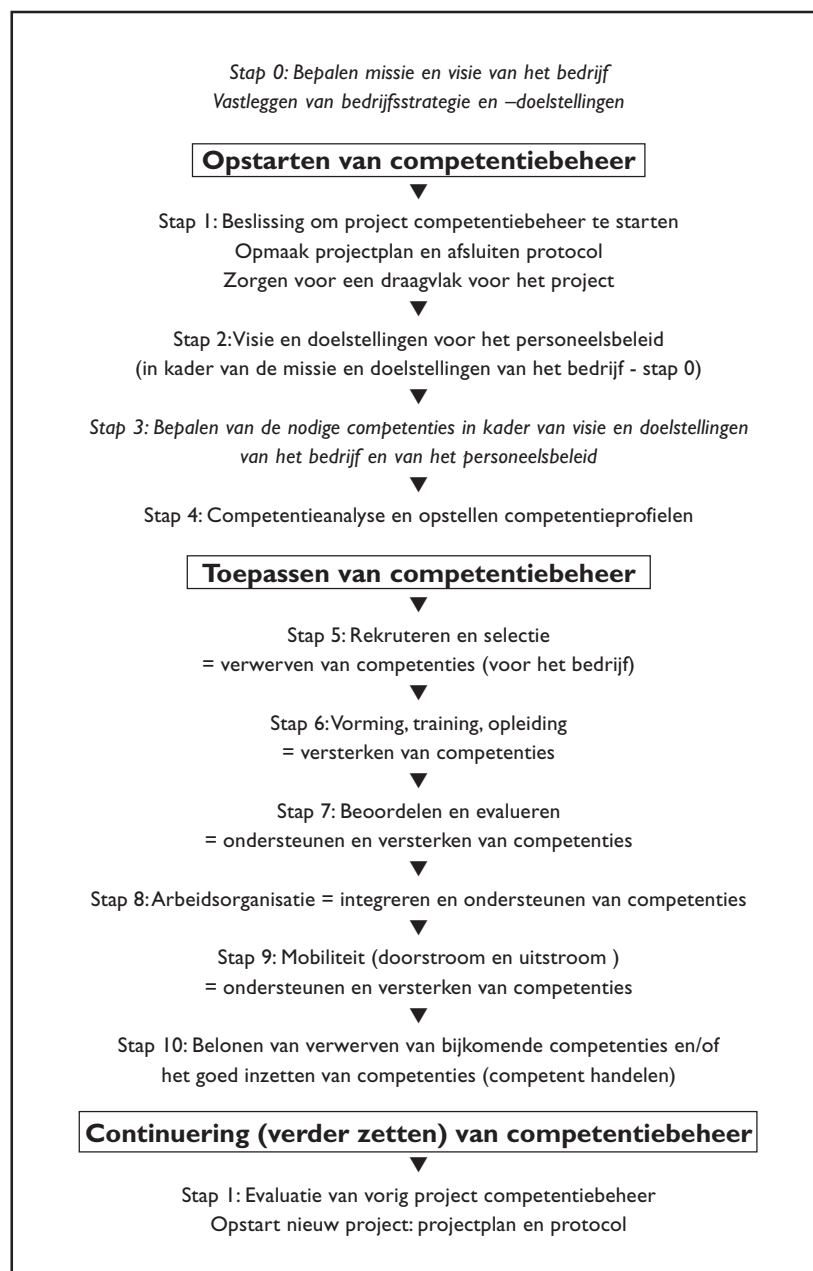 Stap 0: Bepalen missie en visie van het bedrijf
Vastleggen van bedrijfsstrategie en –doelstellingen
Opstarten van competentiebeheer
▼
Stap 1: Beslissing om project competentiebeheer te starten
Opmaak projectplan en afsluiten protocol
Zorgen voor een draagvlak voor het project
▼
Stap 2: Visie en doelstellingen voor het personeelsbeleid
(in kader van de missie en doelstellingen van het bedrijf - stap 0)
▼
Stap 3: Bepalen van de nodige competenties in kader van visie en doelstellingen
van het bedrijf en van het personeelsbeleid
▼
Stap 4: Competentieanalyse en opstellen competentieprofielen
Toepassen van competentiebeheer
▼
Stap 5: Rekruteren en selectie
= verwerven van competenties (voor het bedrijf)
▼
Stap 6: Vorming, training, opleiding
= versterken van competenties
▼
Stap 7: Beoordelen en evalueren
= ondersteunen en versterken van competenties
▼
Stap 8: Arbeidsorganisatie = integreren en ondersteunen van competenties
▼
Stap 9: Mobiliteit (doorstroom en uitstroom )
= ondersteunen en versterken van competenties
▼
Stap 10: Belonen van verwerven van bijkomende competenties en/of
het goed inzetten van competenties (competent handelen)
Continuering (verder zetten) van competentiebeheer
▼
Stap 1: Evaluatie van vorig project competentiebeheer
Opstart nieuw project: projectplan en protocol